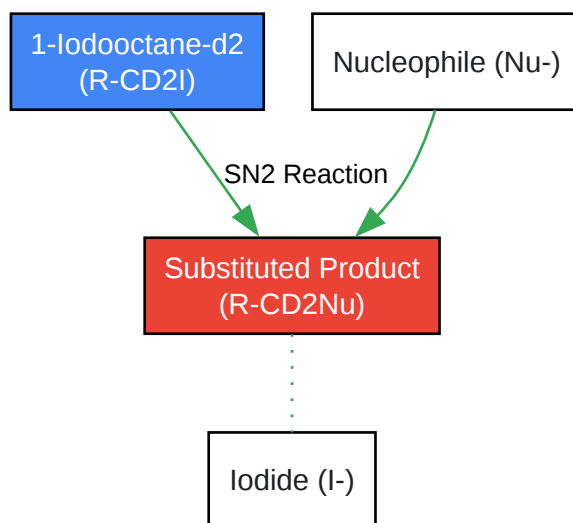 1-Iodooctane-d2
(R-CD2I)
Nucleophile (Nu-)
SN2 Reaction
Substituted Product
(R-CD2Nu)
Iodide (I-)